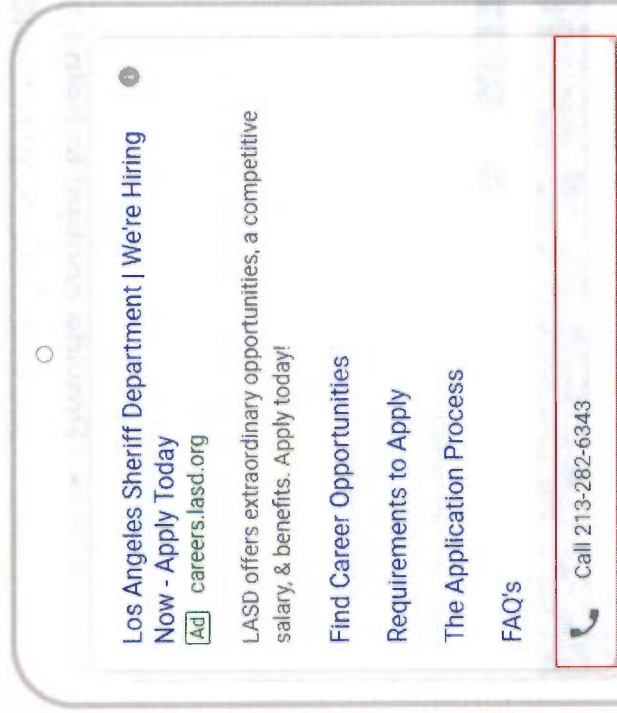 Los Angeles Sheriff Department | We're Hiring
Now - Apply Today
Ad careers.lasd.org
LASD offers extraordinary opportunities, a competitive
salary, & benefits. Apply today!
Find Career Opportunities
Requirements to Apply
The Application Process
FAQ's
Call 213-282-6343